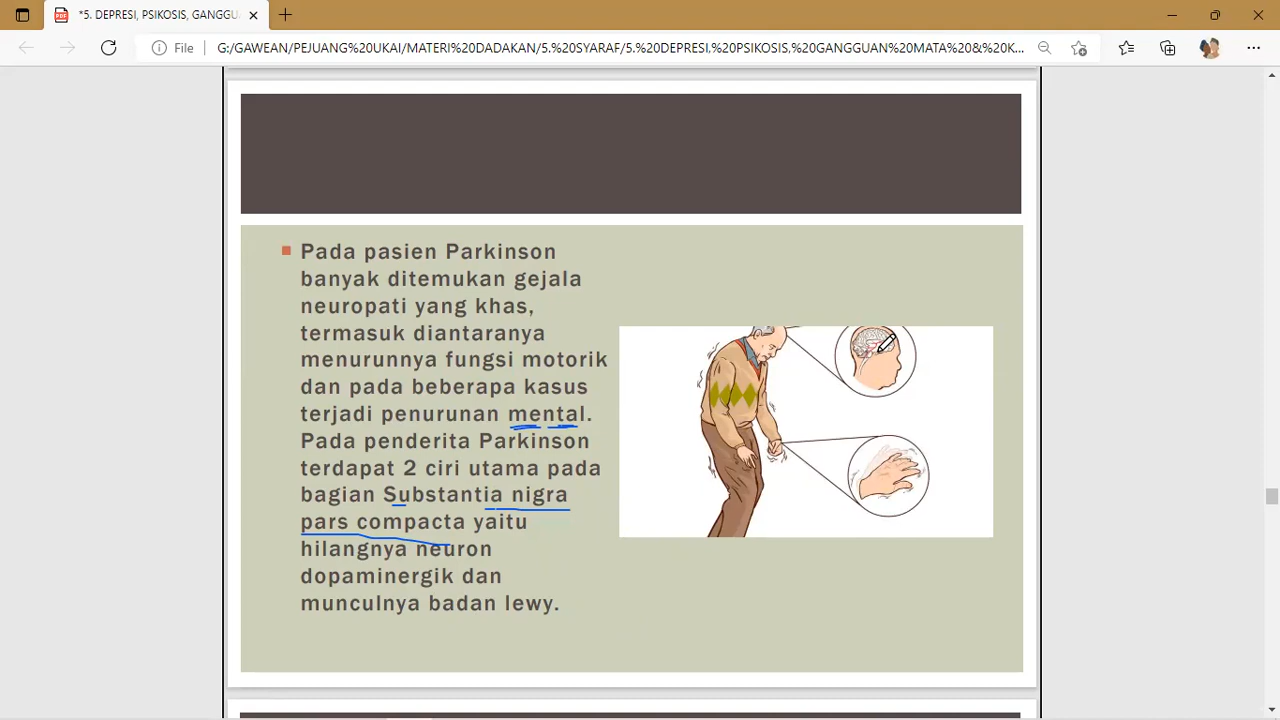 *5. DEPRESI, PSIKOSIS, GANGGU
File
G:/GAWEAN/PEJUANG%20UKAI/MATERI%20DADAKAN/5.%20SYARAF/5.%20DEPRESI,%20PSIKOSIS,%20GANGGUAN%20MATA%20&%20K...
Pada pasien Parkinson
banyak ditemukan gejala
neuropati yang khas,
termasuk diantaranya
menurunnya fungsi motorik
dan pada beberapa kasus
terjadi penurunan mental.
Pada penderita Parkinson
terdapat 2 ciri utama pada
bagian Substantia nigra
pars compacta yaitu
hilangnya neuron
dopaminergik dan
munculnya badan lewy.